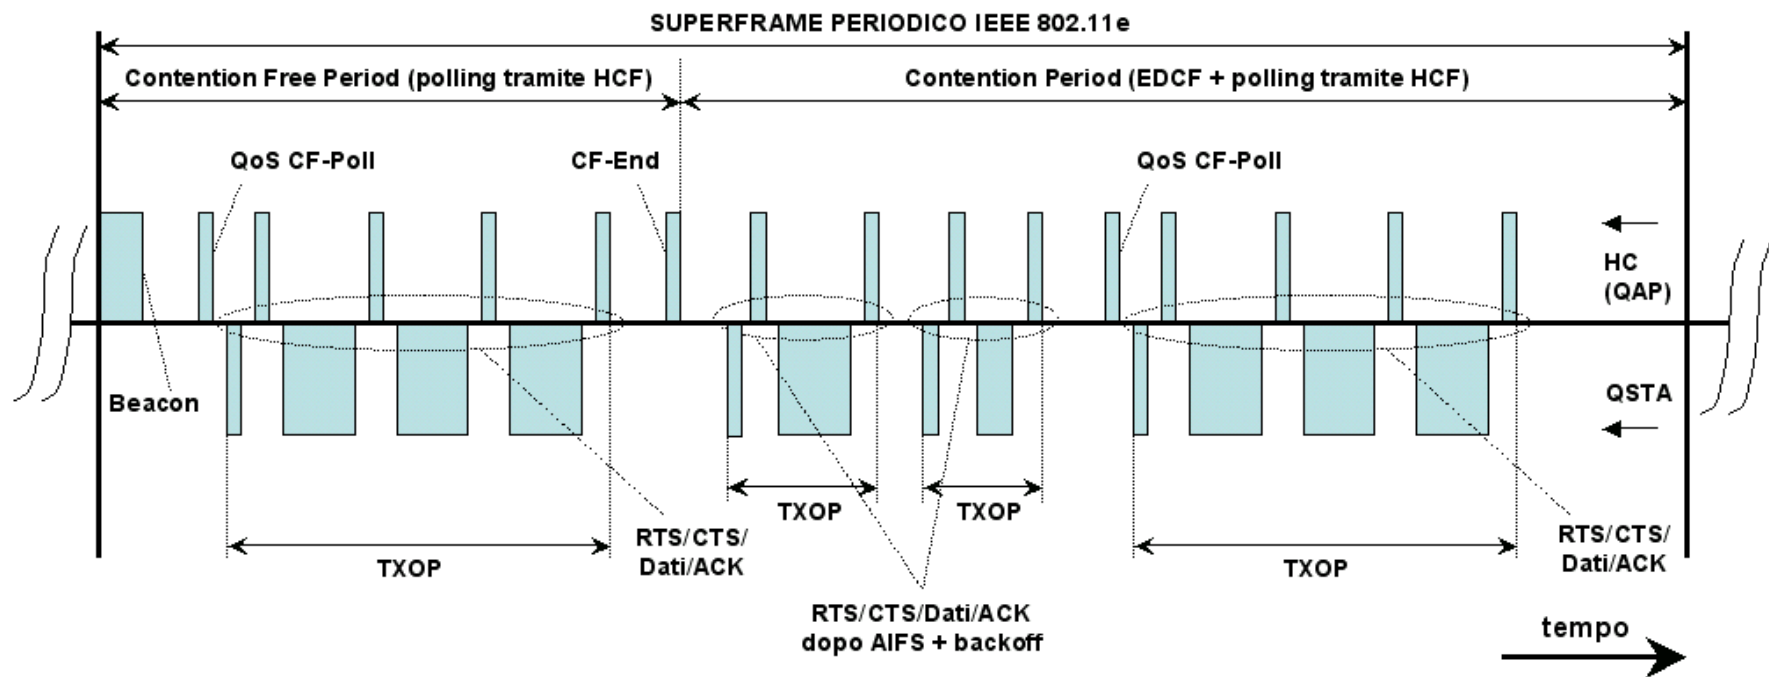 SUPERFRAME PERIODICO IEEE 802.11e
Contention Free Period (polling tramite HCF)
Contention Period (EDCF + polling tramite HCF)
QoS CF-Poll
CF-End
QoS CF-Poll
HC
(QAP)
Beacon
QSTA
TXOP
TXOP
RTS/CTS/
Dati/ACK
RTS/CTS/
Dati/ACK
TXOP
TXOP
RTS/CTS/Dati/ACK
dopo AIFS + backoff
tempo